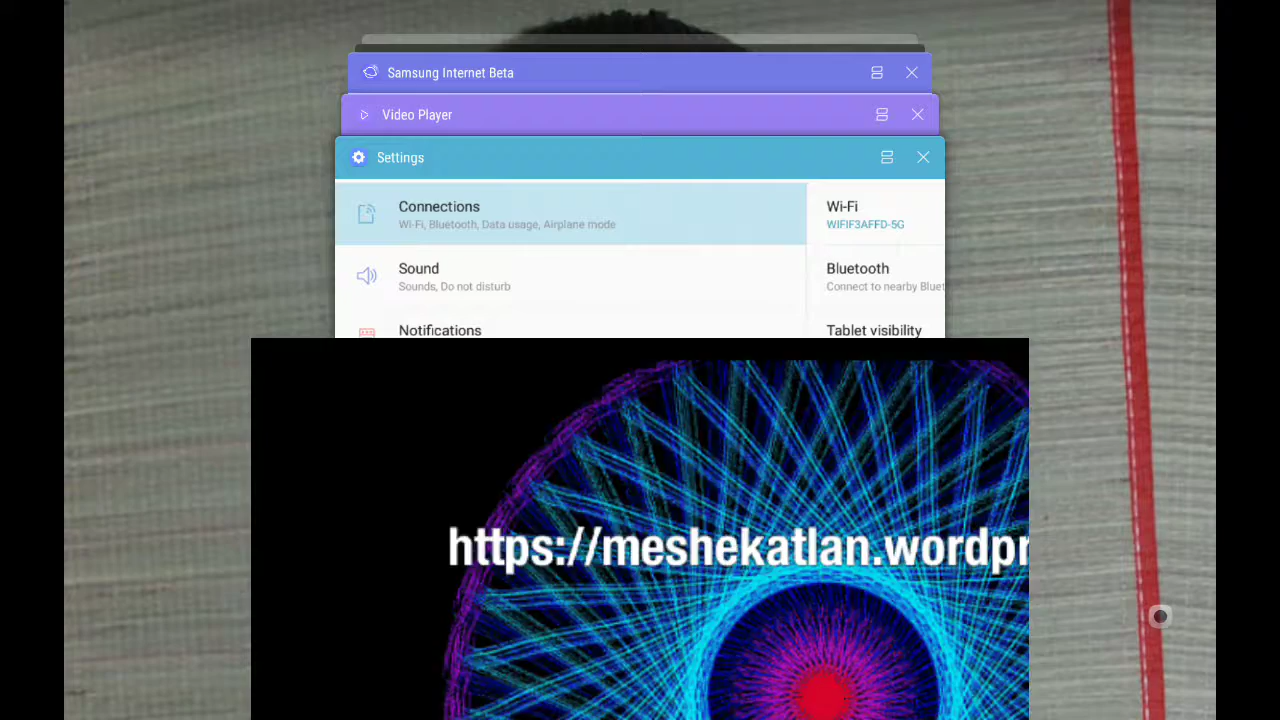 Samsung Internet Beta
Video Player
Settings
Connections
Wi-Fi, Bluetooth, Data usage, Airplane mode
Sound
Sounds, Do not disturb
Notifications
Wi-Fi
WIFIF3AFFD-5G
Bluetooth
Connect to nearby Bluet
Tablet visibility
https://meshekatlan.wordpr